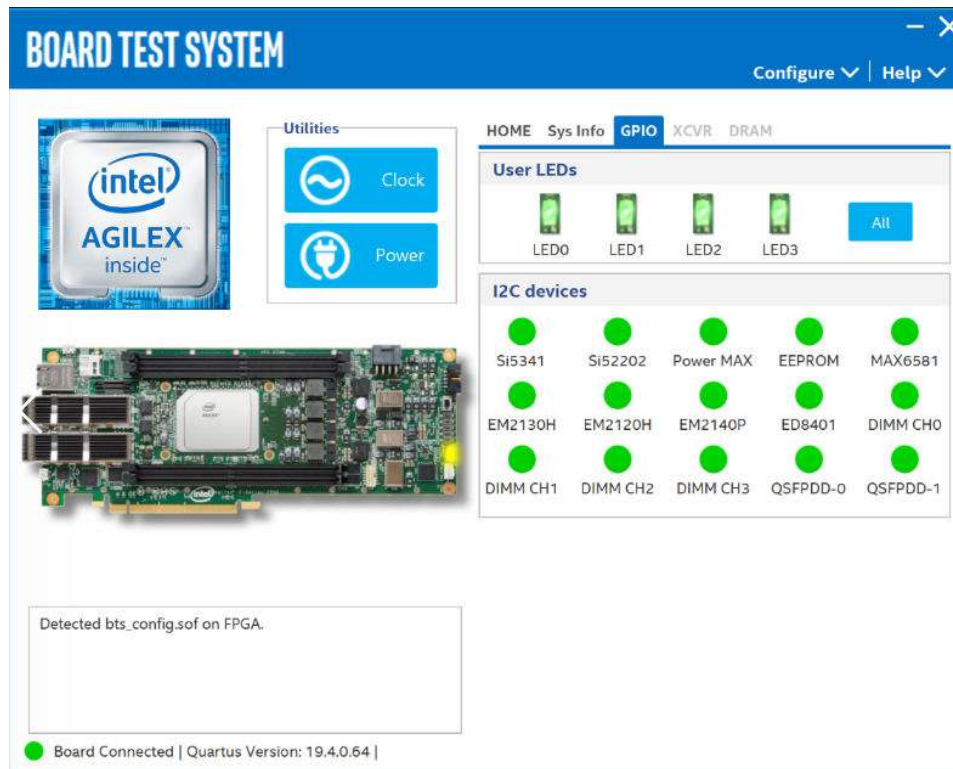 BOARD TEST SYSTEM
Configure
Help
intel
AGILEX™
inside™
Utilities
Clock
Power
HOME Sys Info GPIO XCVR DRAM
User LEDs
LED0 LED1 LED2 LED3
All
I2C devices
Si5341 Si52202 Power MAX EEPROM MAX6581
EM2130H EM2120H EM2140P ED8401 DIMM CH0
DIMM CH1 DIMM CH2 DIMM CH3 QSFPDD-0 QSFPDD-1
intel
Detected bts_config.sof on FPGA.
Board Connected | Quartus Version: 19.4.0.64 |